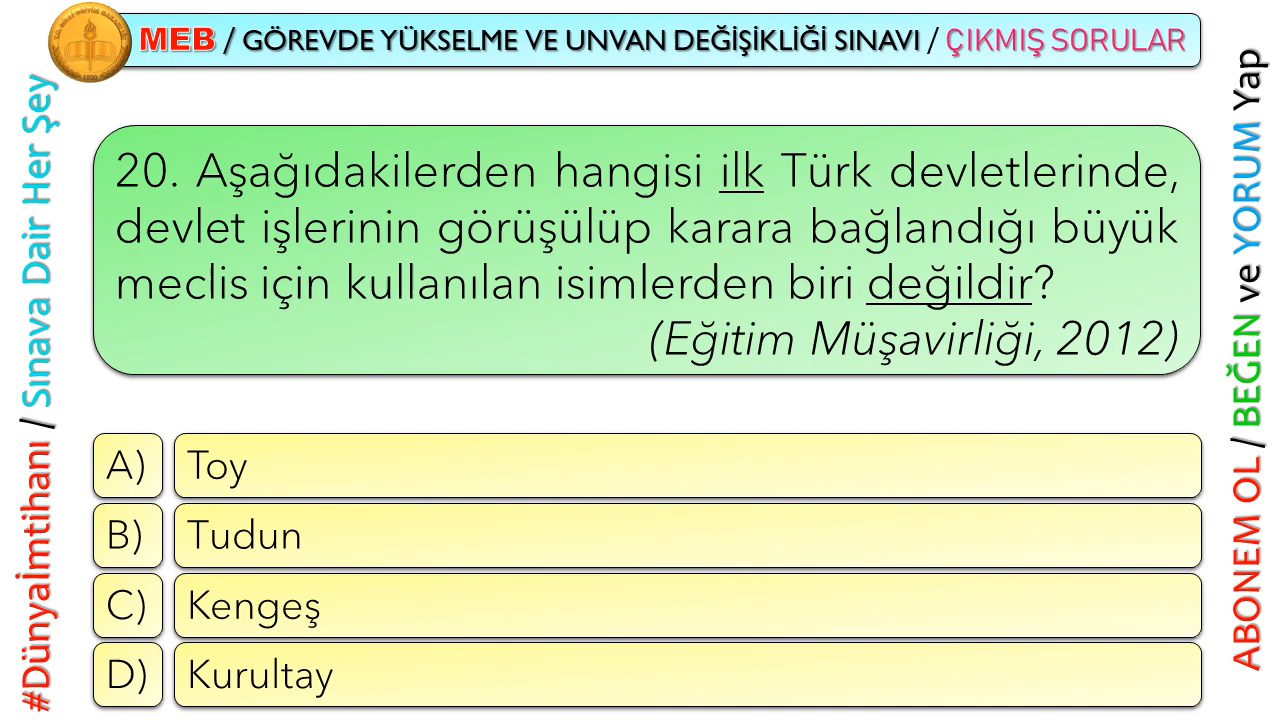 MEB / GÖREVDE YÜKSELME VE UNVAN DEĞİŞİKLİĞİ SINAVI / ÇIKMIŞ SORULAR
#Dünyaİmtihanı / Sınava Dair Her Şey
20. Aşağıdakilerden hangisi ilk Türk devletlerinde,
devlet işlerinin görüşülüp karara bağlandığı büyük
meclis için kullanılan isimlerden biri değildir?
(Eğitim Müşavirliği, 2012)
A) Toy
B) Tudun
C) Kengeş
D) Kurultay
ABONEM OL / BEĞEN ve YORUM Yap